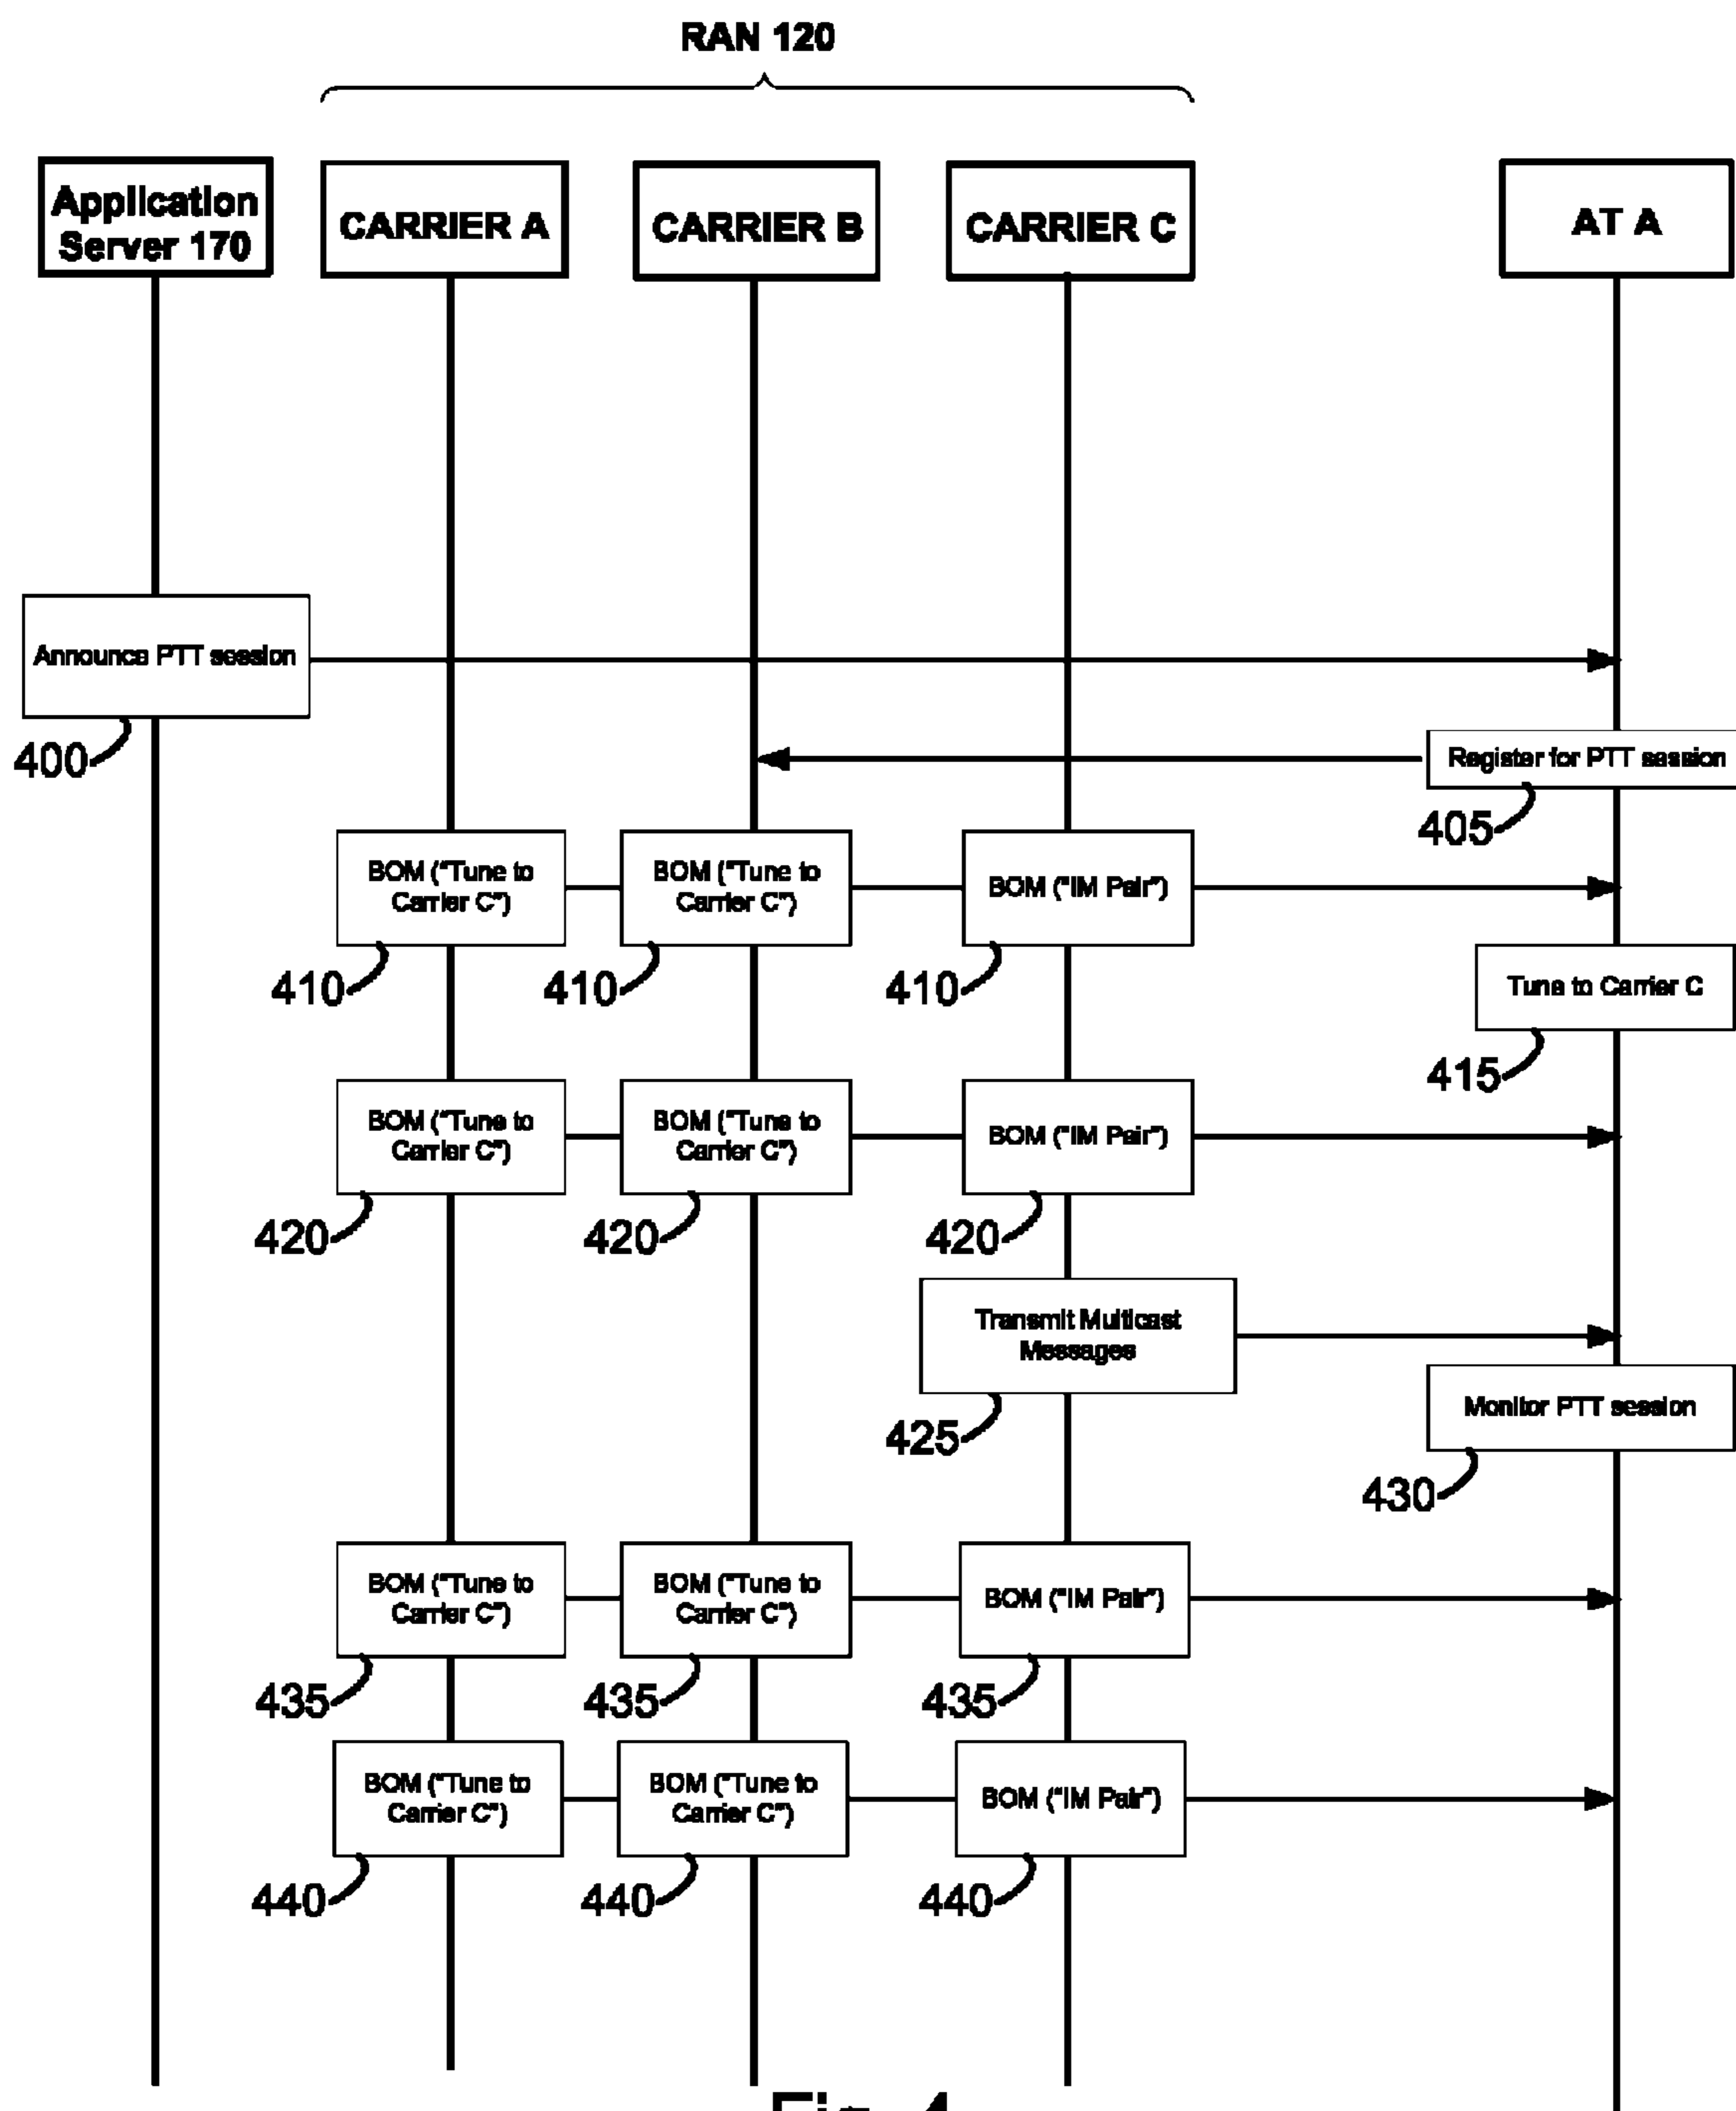 RAN 120
Application
Server 170
CARRIER A
CARRIER B
CARRIER C
AT A
Announce PTT session
400
Register for PTT session
405
BOM ("Tune to
Carrier C")
BOM ("Tune to
Carrier C")
BOM ("IM Pair")
410
410
410
Tune to Carrier C
415
BOM ("Tune to
Carrier C")
BOM ("Tune to
Carrier C")
BOM ("IM Pair")
420
420
420
Transmit Multicast
Messages
425
Monitor PTT session
430
BOM ("Tune to
Carrier C")
BOM ("Tune to
Carrier C")
BOM ("IM Pair")
435
435
435
BOM ("Tune to
Carrier C")
BOM ("Tune to
Carrier C")
BOM ("IM Pair")
440
440
440